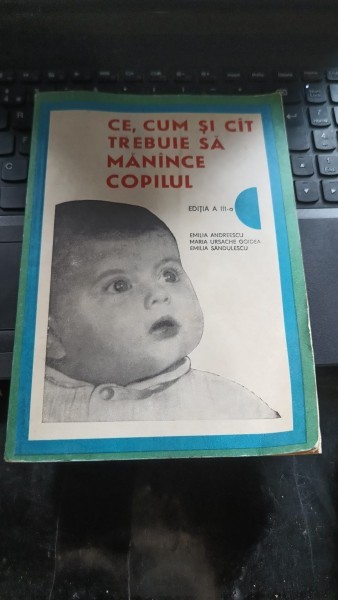 CE, CUM ȘI CÎT
TREBUIE SĂ
MĂNÎNCE
COPILUL
EDIȚIA A III-a
EMILIA ANDREESCU
MARIA URSACHE GOIDEA
EMILIA SĂNDULESCU